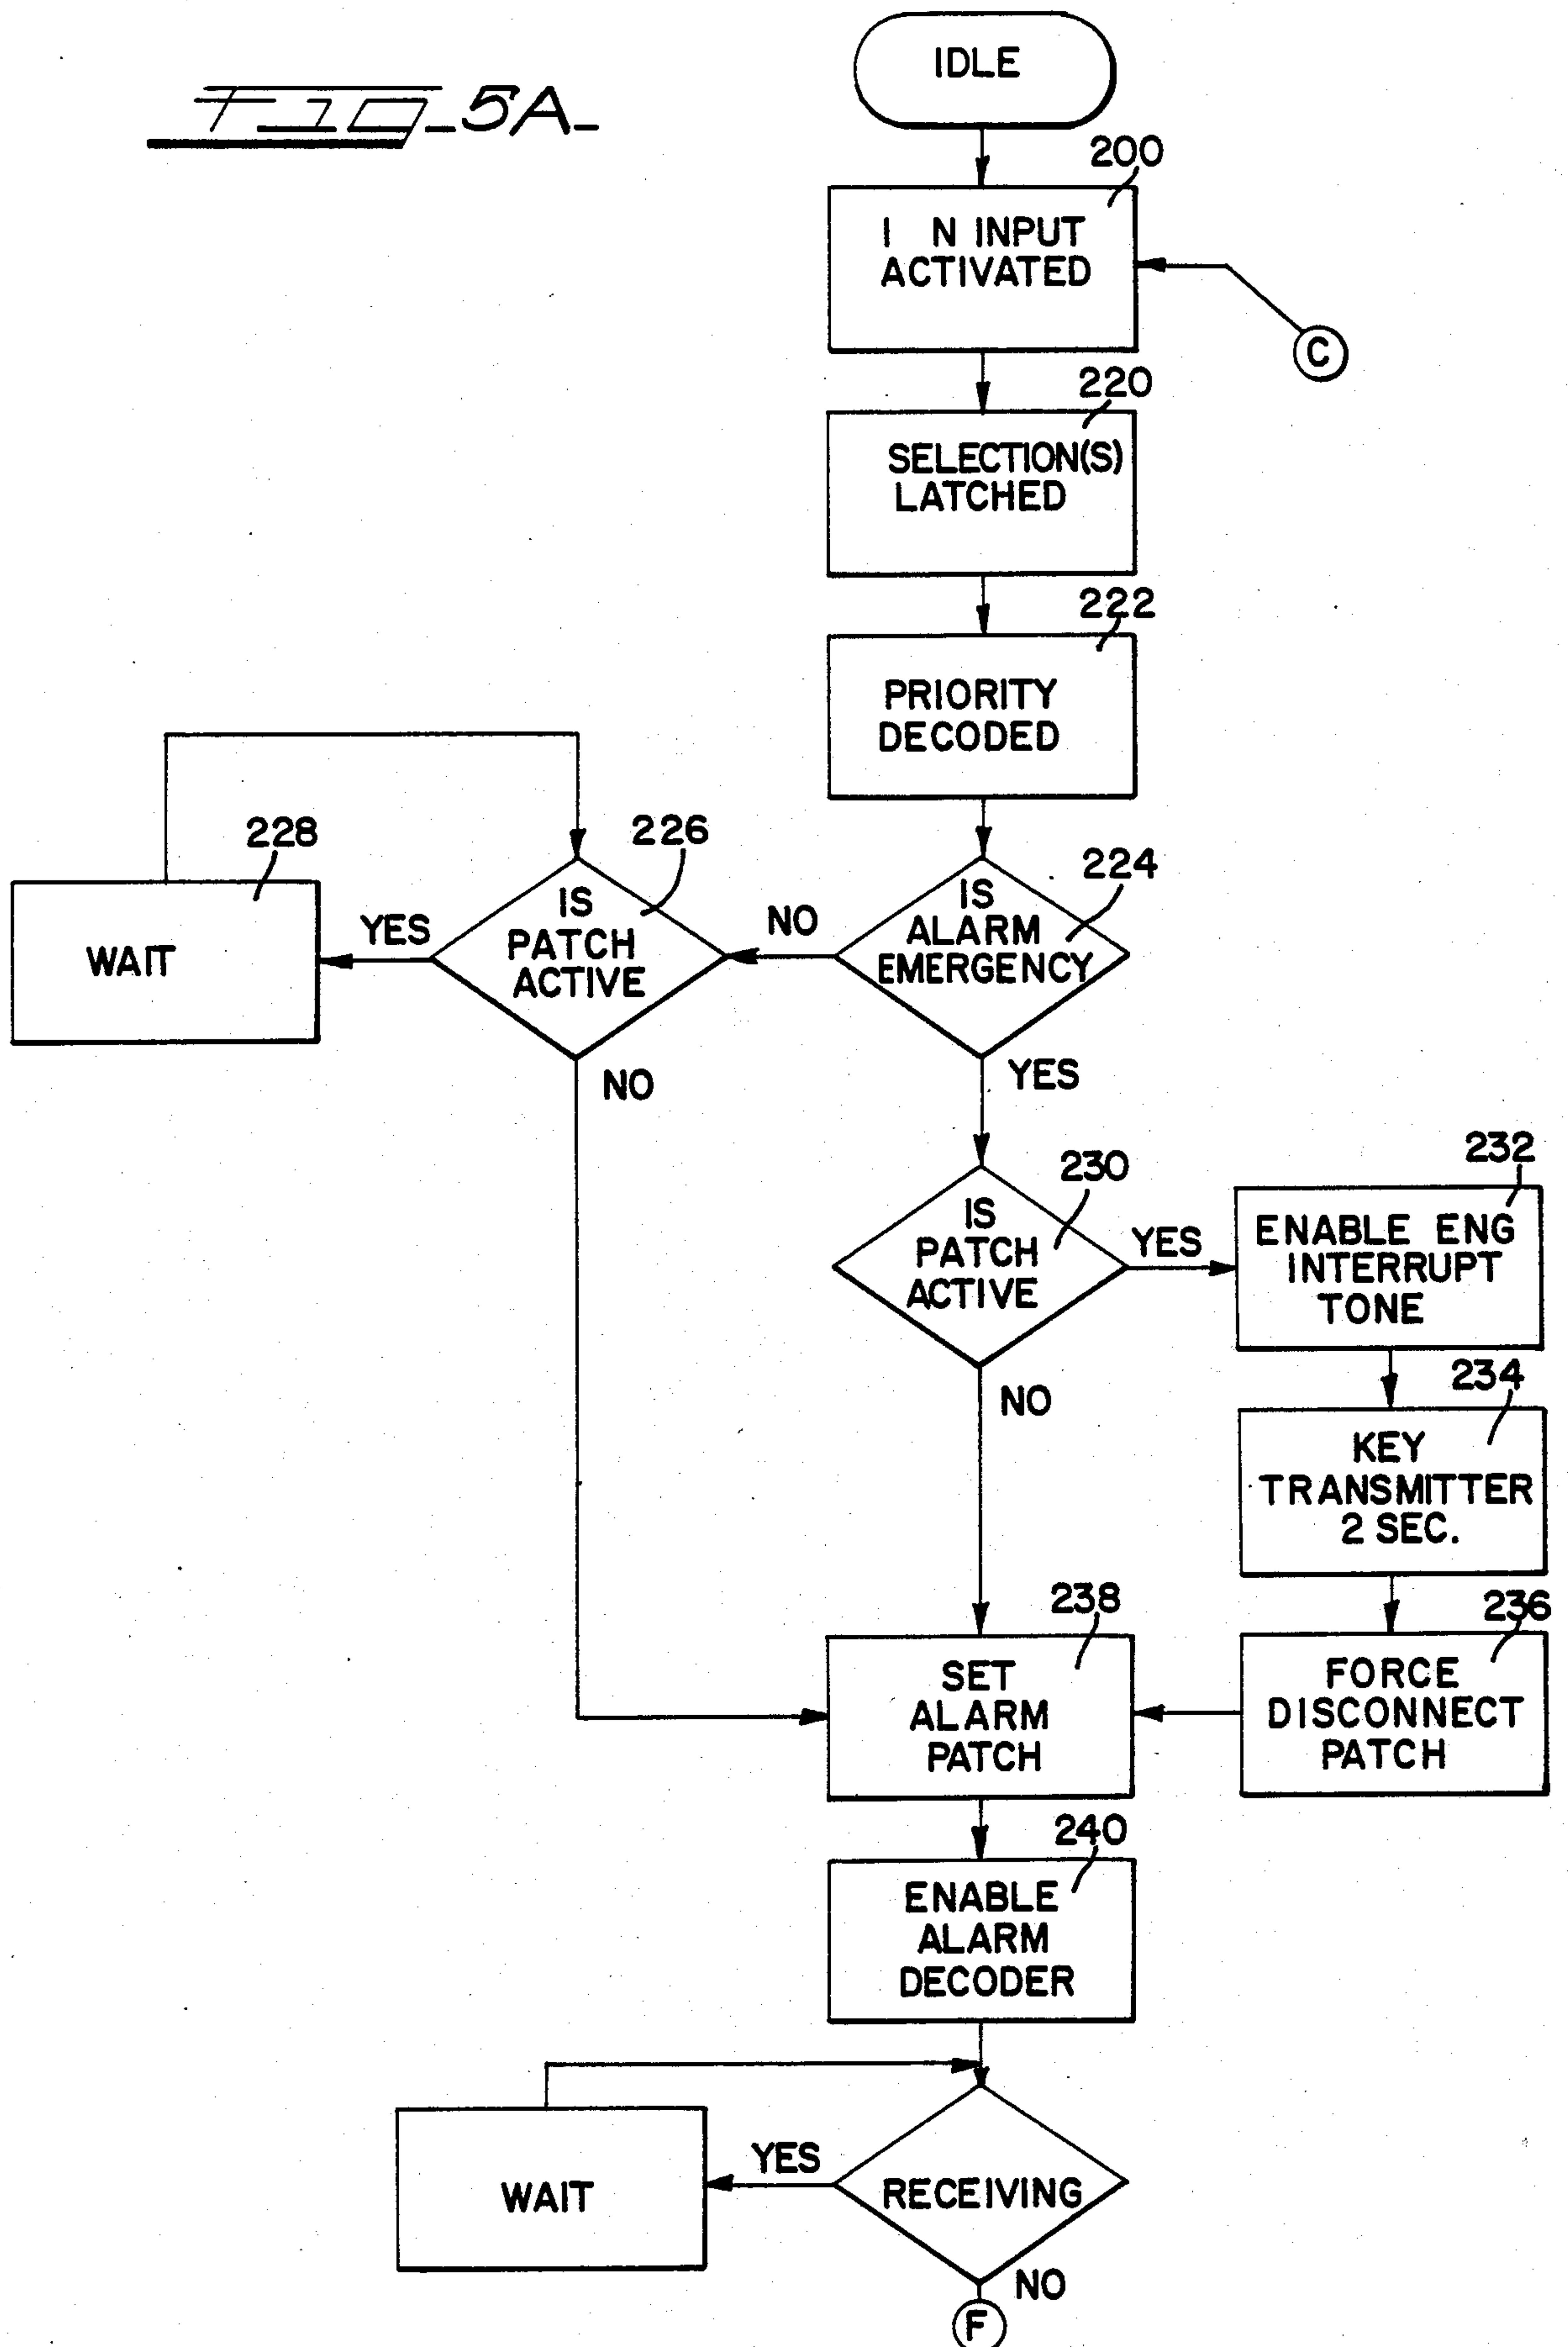 FIG_5A_
IDLE
200
I N INPUT
ACTIVATED
C
220
SELECTION(S)
LATCHED
222
PRIORITY
DECODED
228
WAIT
YES
226
IS
PATCH
ACTIVE
NO
NO
224
IS
ALARM
EMERGENCY
YES
230
IS
PATCH
ACTIVE
YES
NO
232
ENABLE ENG
INTERRUPT
TONE
234
KEY
TRANSMITTER
2 SEC.
236
FORCE
DISCONNECT
PATCH
238
SET
ALARM
PATCH
240
ENABLE
ALARM
DECODER
WAIT
YES
RECEIVING
NO
F